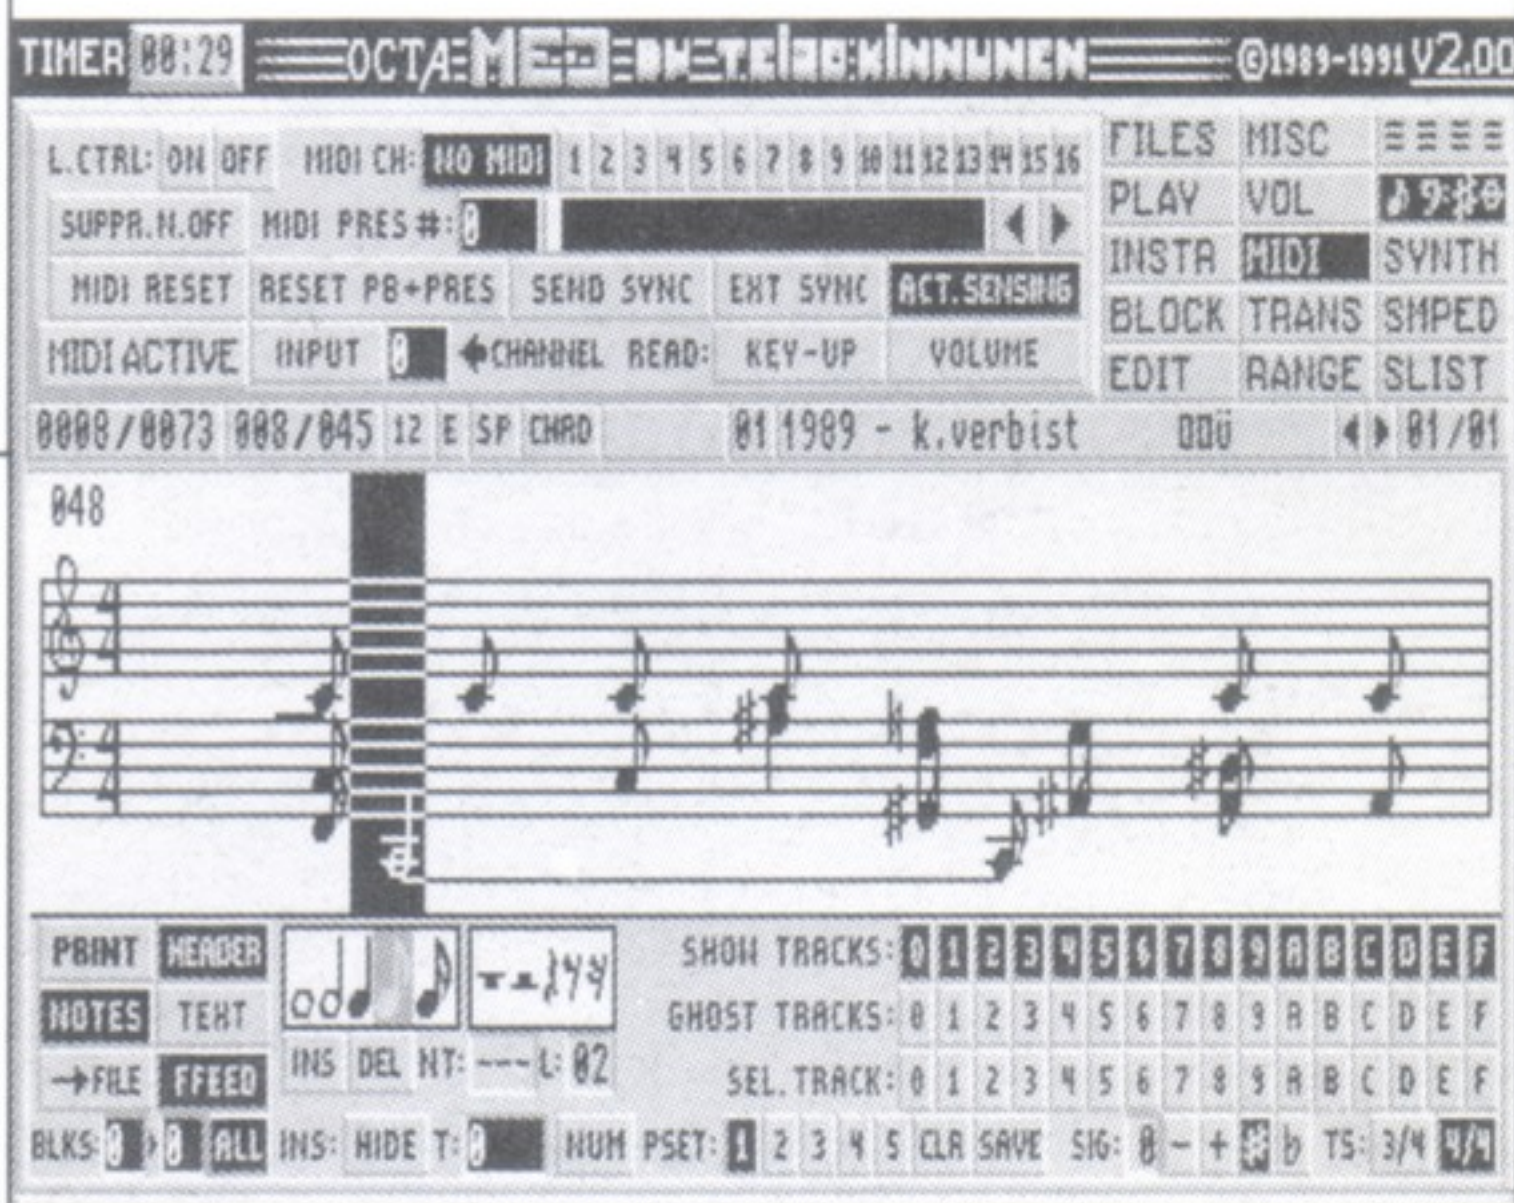 TIMER 00:29 OCTAMED BY TEIJO KINNUNEN ©1989-1991 V2.00
L.CTRL: ON OFF MIDI CH: NO MIDI 1 2 3 4 5 6 7 8 9 10 11 12 13 14 15 16
FILES MISC
SUPPR.N.OFF MIDI PRES #: 0
PLAY VOL
MIDI RESET RESET PB+PRES SEND SYNC EXT SYNC ACT.SENSING
INSTR MIDI SYNTH
BLOCK TRANS SMPED
MIDI ACTIVE INPUT 0 CHANNEL READ: KEY-UP VOLUME
EDIT RANGE SLIST
0008/0073 008/045 12 E SP CHRD 01 1989 - k.verbist ü 01/01
048
4 4
4 4
PRINT HEADER SHOW TRACKS: 0 1 2 3 4 5 6 7 8 9 A B C D E F
NOTES TEXT GHOST TRACKS: 0 1 2 3 4 5 6 7 8 9 A B C D E F
→FILE FFEED INS DEL NT: --- L: 02 SEL.TRACK: 0 1 2 3 4 5 6 7 8 9 A B C D E F
BLKS: 0 › 0 ALL INS: HIDE T: 0 NUM PSET: 1 2 3 4 5 CLR SAVE SIG: 0 - + # ♭ TS: 3/4 4/4